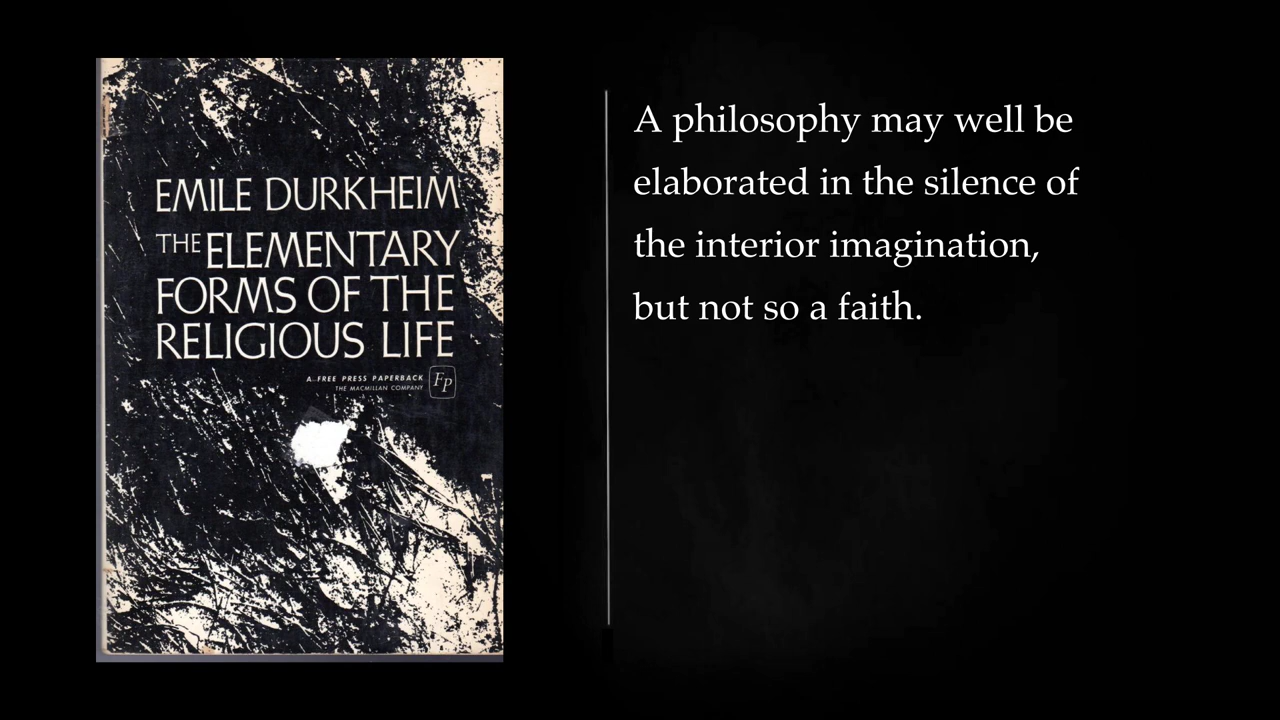 EMILE DURKHEIM
THE ELEMENTARY
FORMS OF THE
RELIGIOUS LIFE
A FREE PRESS PAPERBACK
THE MACMILLAN COMPANY
FP
A philosophy may well be
elaborated in the silence of
the interior imagination,
but not so a faith.